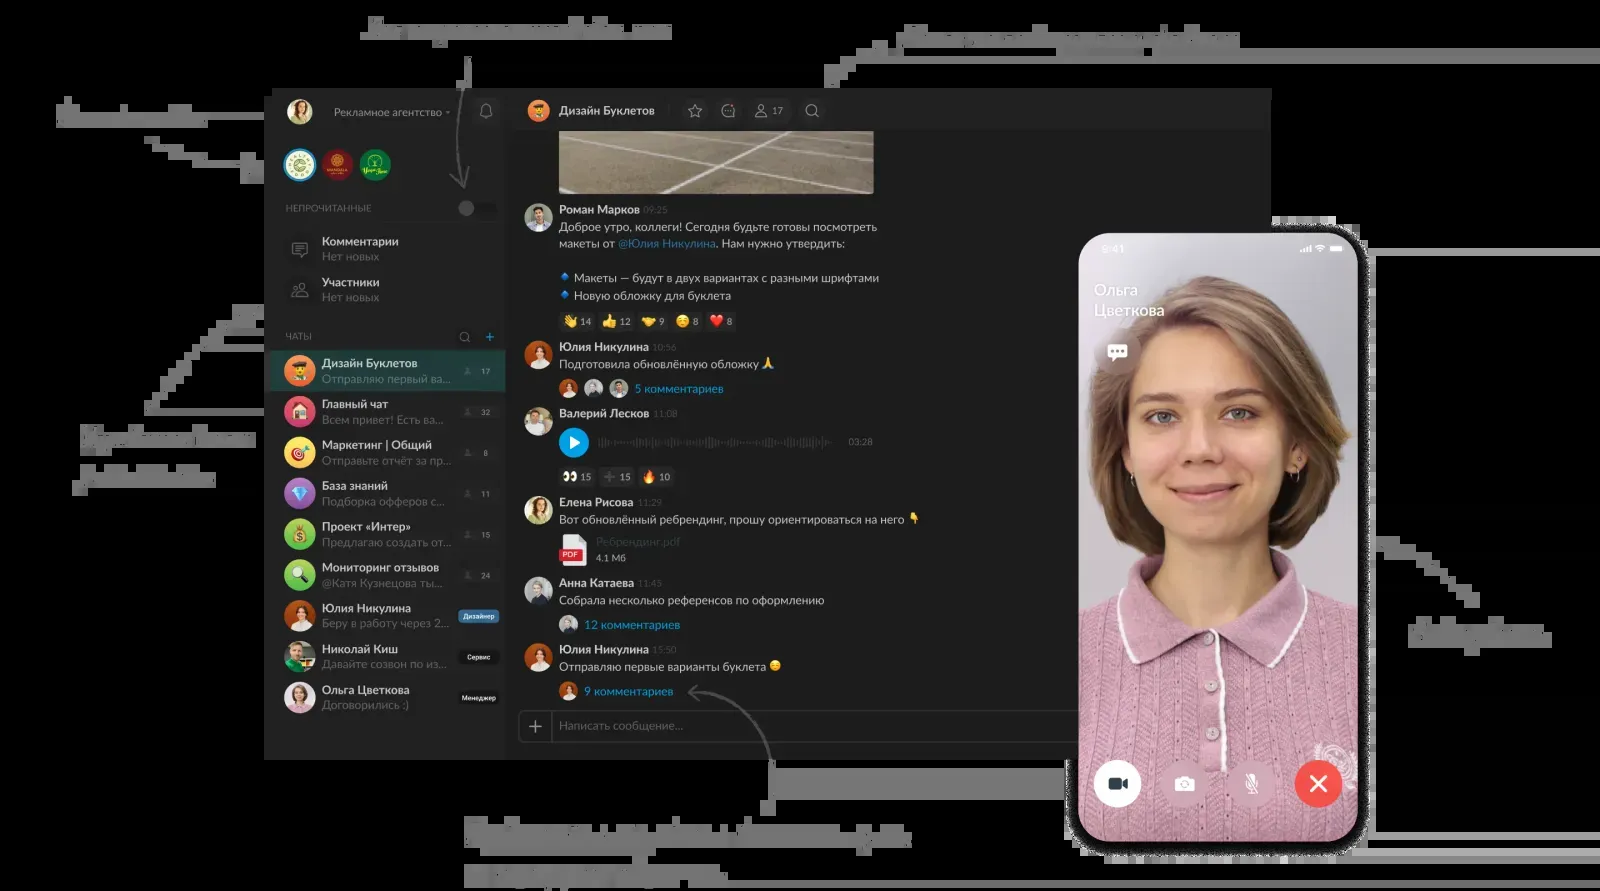 Рекламное агентство
НЕПРОЧИТАННЫЕ
Комментарии
Нет новых
Участники
Нет новых
ЧАТЫ
Дизайн Буклетов
Отправляю первый ва...
17
Главный чат
Всем привет! Есть ва...
32
Маркетинг | Общий
Отправьте отчёт за пр...
8
База знаний
Подборка офферов с...
11
Проект «Интер»
Предлагаю создать от...
15
Мониторинг отзывов
@Катя Кузнецова ты...
24
Юлия Никулина
Беру в работу через 2...
Дизайнер
Николай Киш
Давайте созвон по из...
Сервис
Ольга Цветкова
Договорились :)
Менеджер
Дизайн Буклетов
17
Роман Марков 09:25
Доброе утро, коллеги! Сегодня будьте готовы посмотреть
макеты от @Юлия Никулина. Нам нужно утвердить:
🔹 Макеты — будут в двух вариантах с разными шрифтами
🔹 Новую обложку для буклета
👋 14 👍 12 🤝 9 ☺️ 8 ❤️ 8
Юлия Никулина 10:56
Подготовила обновлённую обложку 🙏
5 комментариев
Валерий Лесков 11:08
03:28
👀 15 ➕ 15 🔥 10
Елена Рисова 11:29
Вот обновлённый ребрендинг, прошу ориентироваться на него 👇
PDF
Ребрендинг.pdf
4.1 Мб
Анна Катаева 11:45
Собрала несколько референсов по оформлению
12 комментариев
Юлия Никулина 15:50
Отправляю первые варианты буклета ☺️
9 комментариев
Написать сообщение...
9:41
Ольга
Цветкова